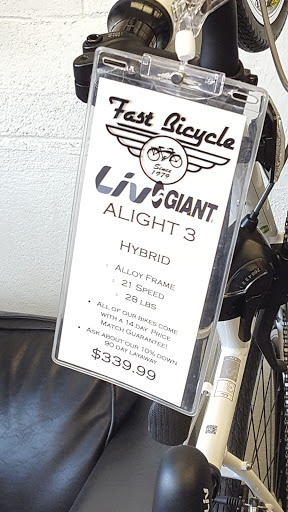 Fast Bicycle
Since
1979
Liv GIANT
ALIGHT 3
HYBRID
ALLOY FRAME
21 SPEED
28 LBS
• ALL OF OUR BIKES COME
WITH A 14 DAY PRICE
MATCH GUARANTEE!
• ASK ABOUT OUR 10% DOWN
90 DAY LAYAWAY
$339.99